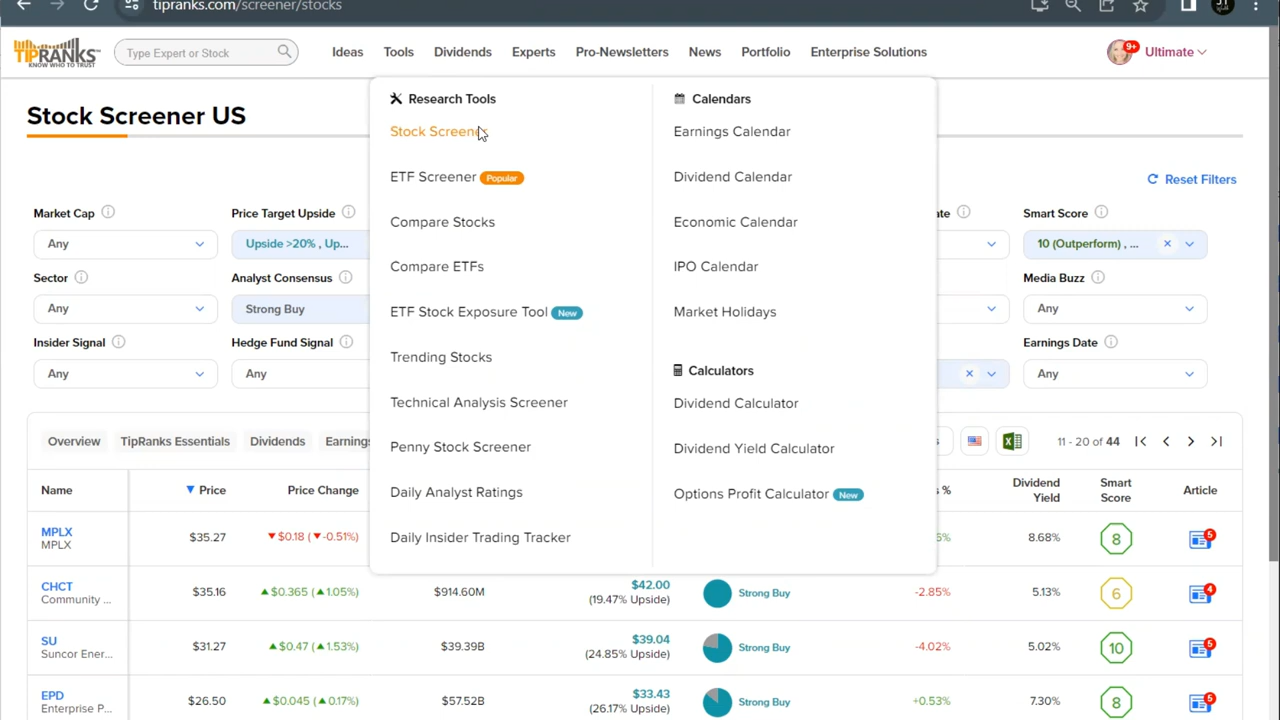 tipranks.com/screener/stocks
TIPRANKS
KNOW WHO TO TRUST
Type Expert or Stock
Ideas
Tools
Dividends
Experts
Pro-Newsletters
News
Portfolio
Enterprise Solutions
9+
Ultimate
Stock Screener US
Research Tools
Stock Screener
ETF Screener Popular
Compare Stocks
Compare ETFs
ETF Stock Exposure Tool New
Trending Stocks
Technical Analysis Screener
Penny Stock Screener
Daily Analyst Ratings
Daily Insider Trading Tracker
Calendars
Earnings Calendar
Dividend Calendar
Economic Calendar
IPO Calendar
Market Holidays
Calculators
Dividend Calculator
Dividend Yield Calculator
Options Profit Calculator New
Reset Filters
Market Cap
Any
Price Target Upside
Upside >20% , Up...
Smart Score
10 (Outperform) , ...
Sector
Any
Analyst Consensus
Strong Buy
Media Buzz
Any
Insider Signal
Any
Hedge Fund Signal
Any
Earnings Date
Any
Overview
TipRanks Essentials
Dividends
Earnings
11 - 20 of 44
Name
Price
Price Change
%
Dividend Yield
Smart Score
Article
MPLX
MPLX
$35.27
$0.18 (▼-0.51%)
8.68%
8
5
CHCT
Community ...
$35.16
$0.365 (▲1.05%)
$914.60M
$42.00
(19.47% Upside)
Strong Buy
-2.85%
5.13%
6
4
SU
Suncor Ener...
$31.27
$0.47 (▲1.53%)
$39.39B
$39.04
(24.85% Upside)
Strong Buy
-4.02%
5.02%
10
5
EPD
Enterprise P...
$26.50
$0.045 (▲0.17%)
$57.52B
$33.43
(26.17% Upside)
Strong Buy
+0.53%
7.30%
8
5